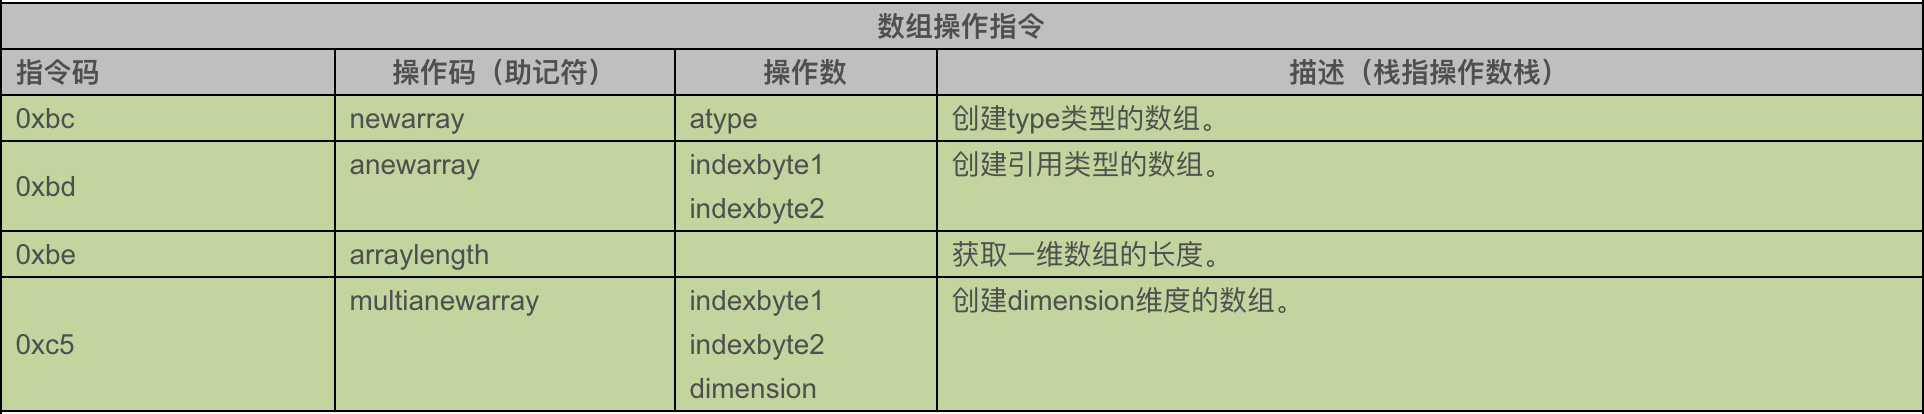 数组操作指令
指令码 操作码（助记符） 操作数 描述（栈指操作数栈）
0xbc newarray atype 创建type类型的数组。
0xbd anewarray indexbyte1 创建引用类型的数组。
indexbyte2
0xbe arraylength 获取一维数组的长度。
0xc5 multianewarray indexbyte1 创建dimension维度的数组。
indexbyte2
dimension